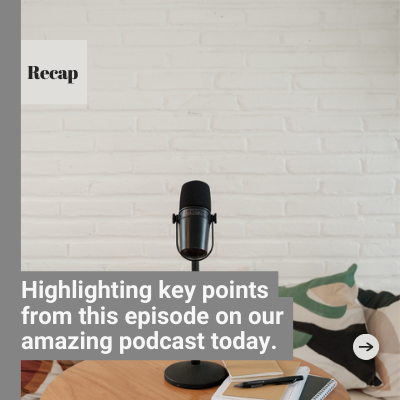 Recap
Highlighting key points
from this episode on our
amazing podcast today.